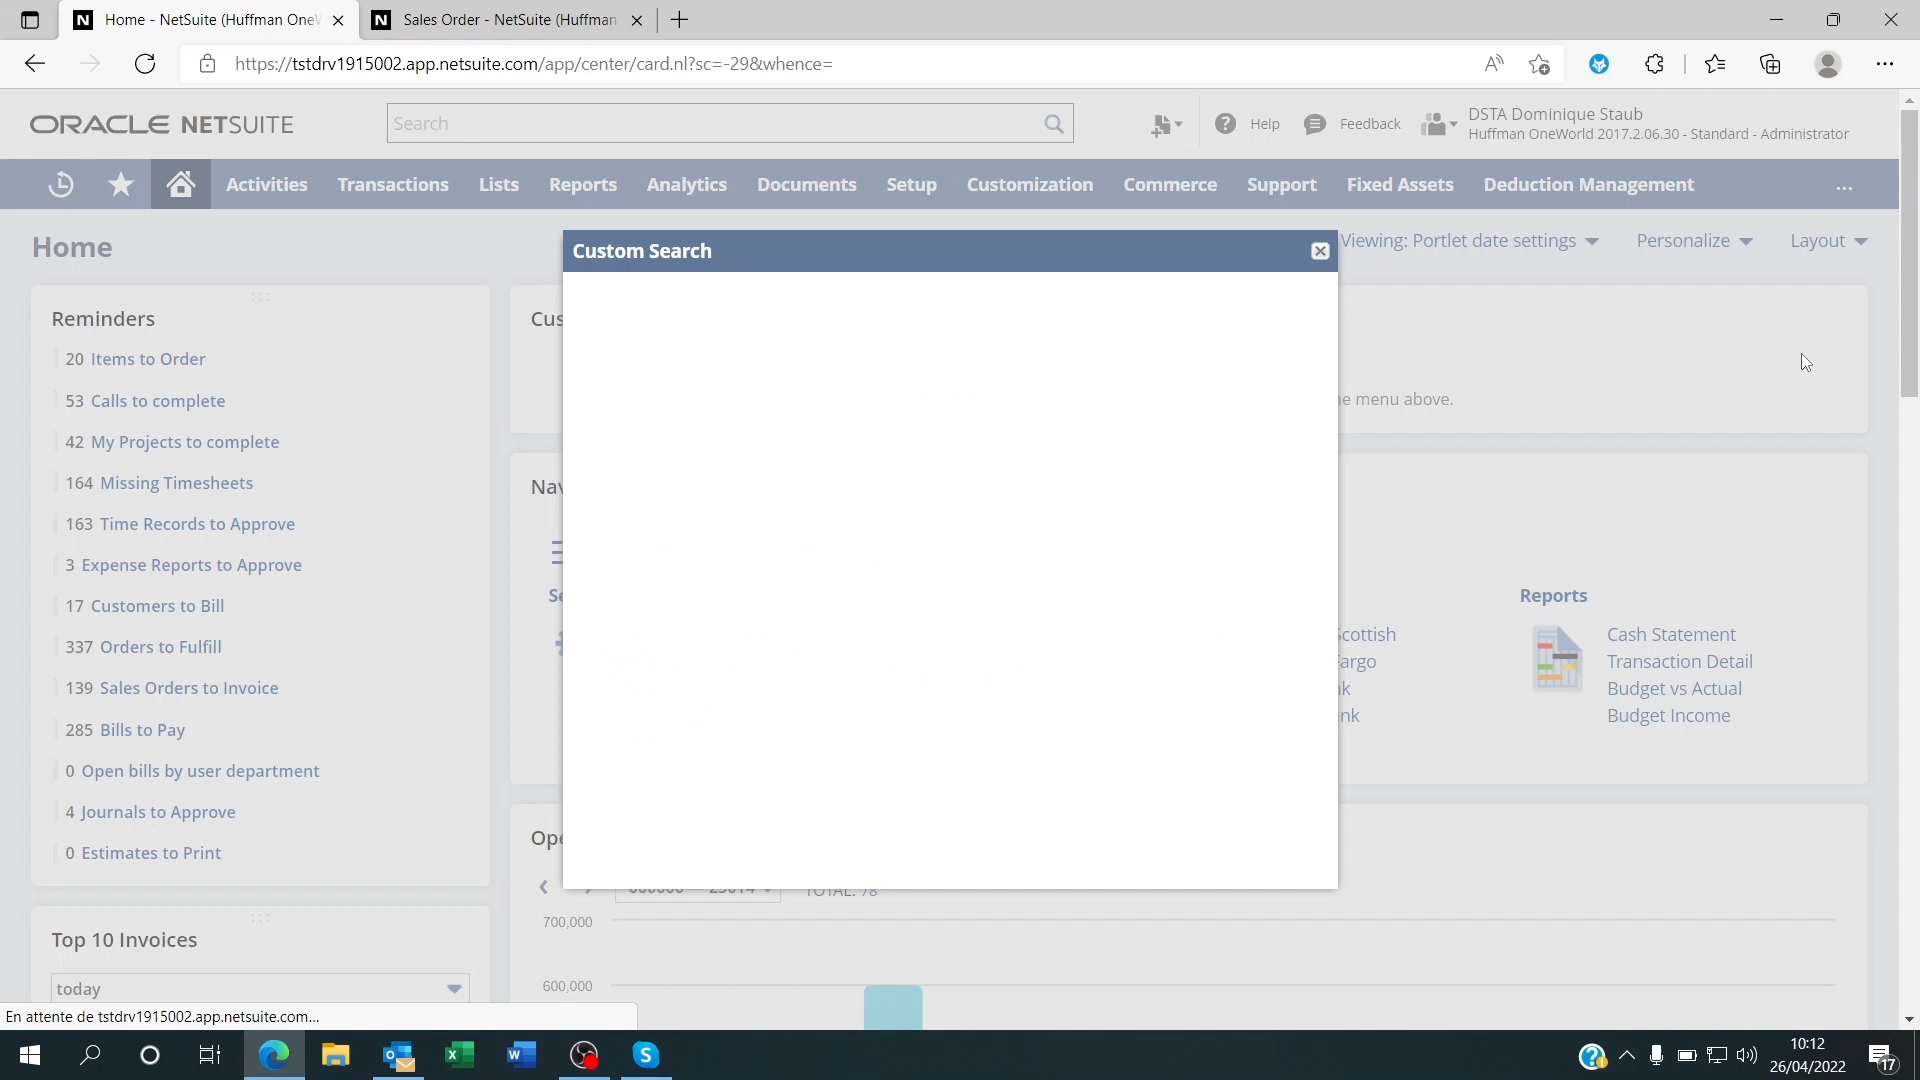 Home - NetSuite (Huffman OneW
Sales Order - NetSuite (Huffman
https://tstdrv1915002.app.netsuite.com/app/center/card.nl?sc=-29&whence=
ORACLE NETSUITE
Search
Help
Feedback
DSTA Dominique Staub
Huffman OneWorld 2017.2.06.30 - Standard - Administrator
Activities
Transactions
Lists
Reports
Analytics
Documents
Setup
Customization
Commerce
Support
Fixed Assets
Deduction Management
Home
Custom Search
Viewing: Portlet date settings
Personalize
Layout
Reminders
20 Items to Order
53 Calls to complete
42 My Projects to complete
164 Missing Timesheets
163 Time Records to Approve
3 Expense Reports to Approve
17 Customers to Bill
337 Orders to Fulfill
139 Sales Orders to Invoice
285 Bills to Pay
0 Open bills by user department
4 Journals to Approve
0 Estimates to Print
Top 10 Invoices
today
Cus
e menu above.
Nav
Se
Scottish
argo
nk
Reports
Cash Statement
Transaction Detail
Budget vs Actual
Budget Income
Ope
TOTAL: 78
700,000
600,000
En attente de tstdrv1915002.app.netsuite.com...
10:12
26/04/2022
17